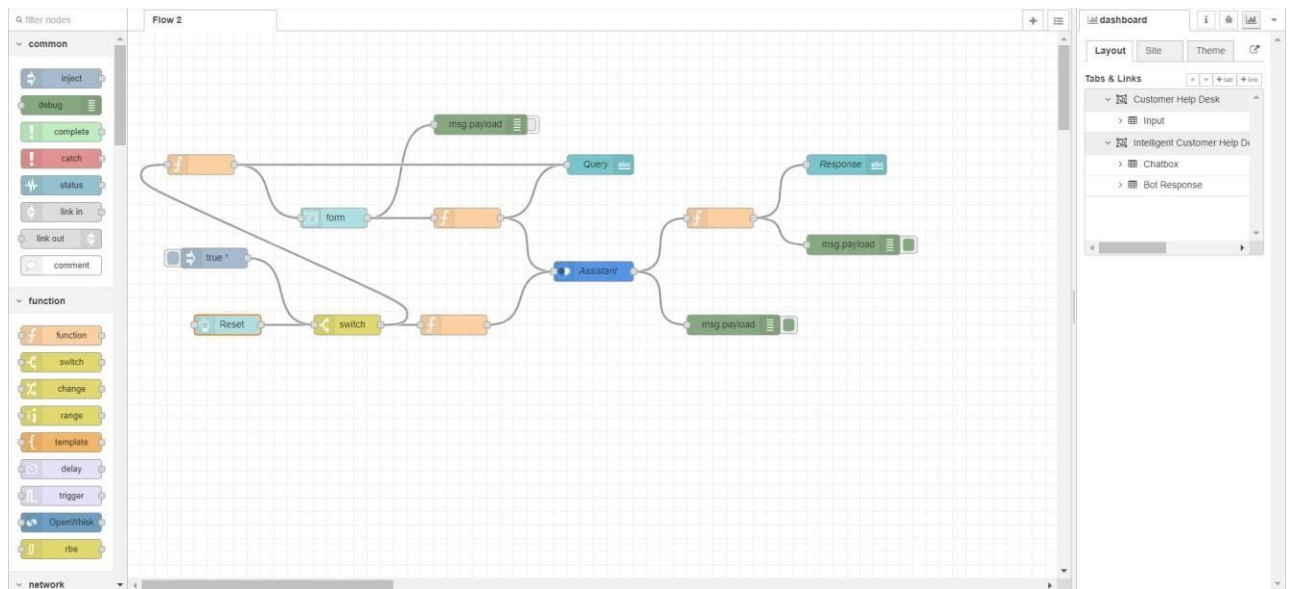 filter nodes
Flow 2
dashboard
i
common
Layout
Site
Theme
inject
Tabs & Links
+tab
+link
debug
Customer Help Desk
msg.payload
complete
Input
catch
Query
abc
Response
abc
Intelligent Customer Help De
Chatbox
status
Bot Response
link in
form
link out
true *
msg.payload
comment
Assistant
function
Reset
switch
msg.payload
function
switch
change
range
template
delay
trigger
OpenWhisk
rbe
network